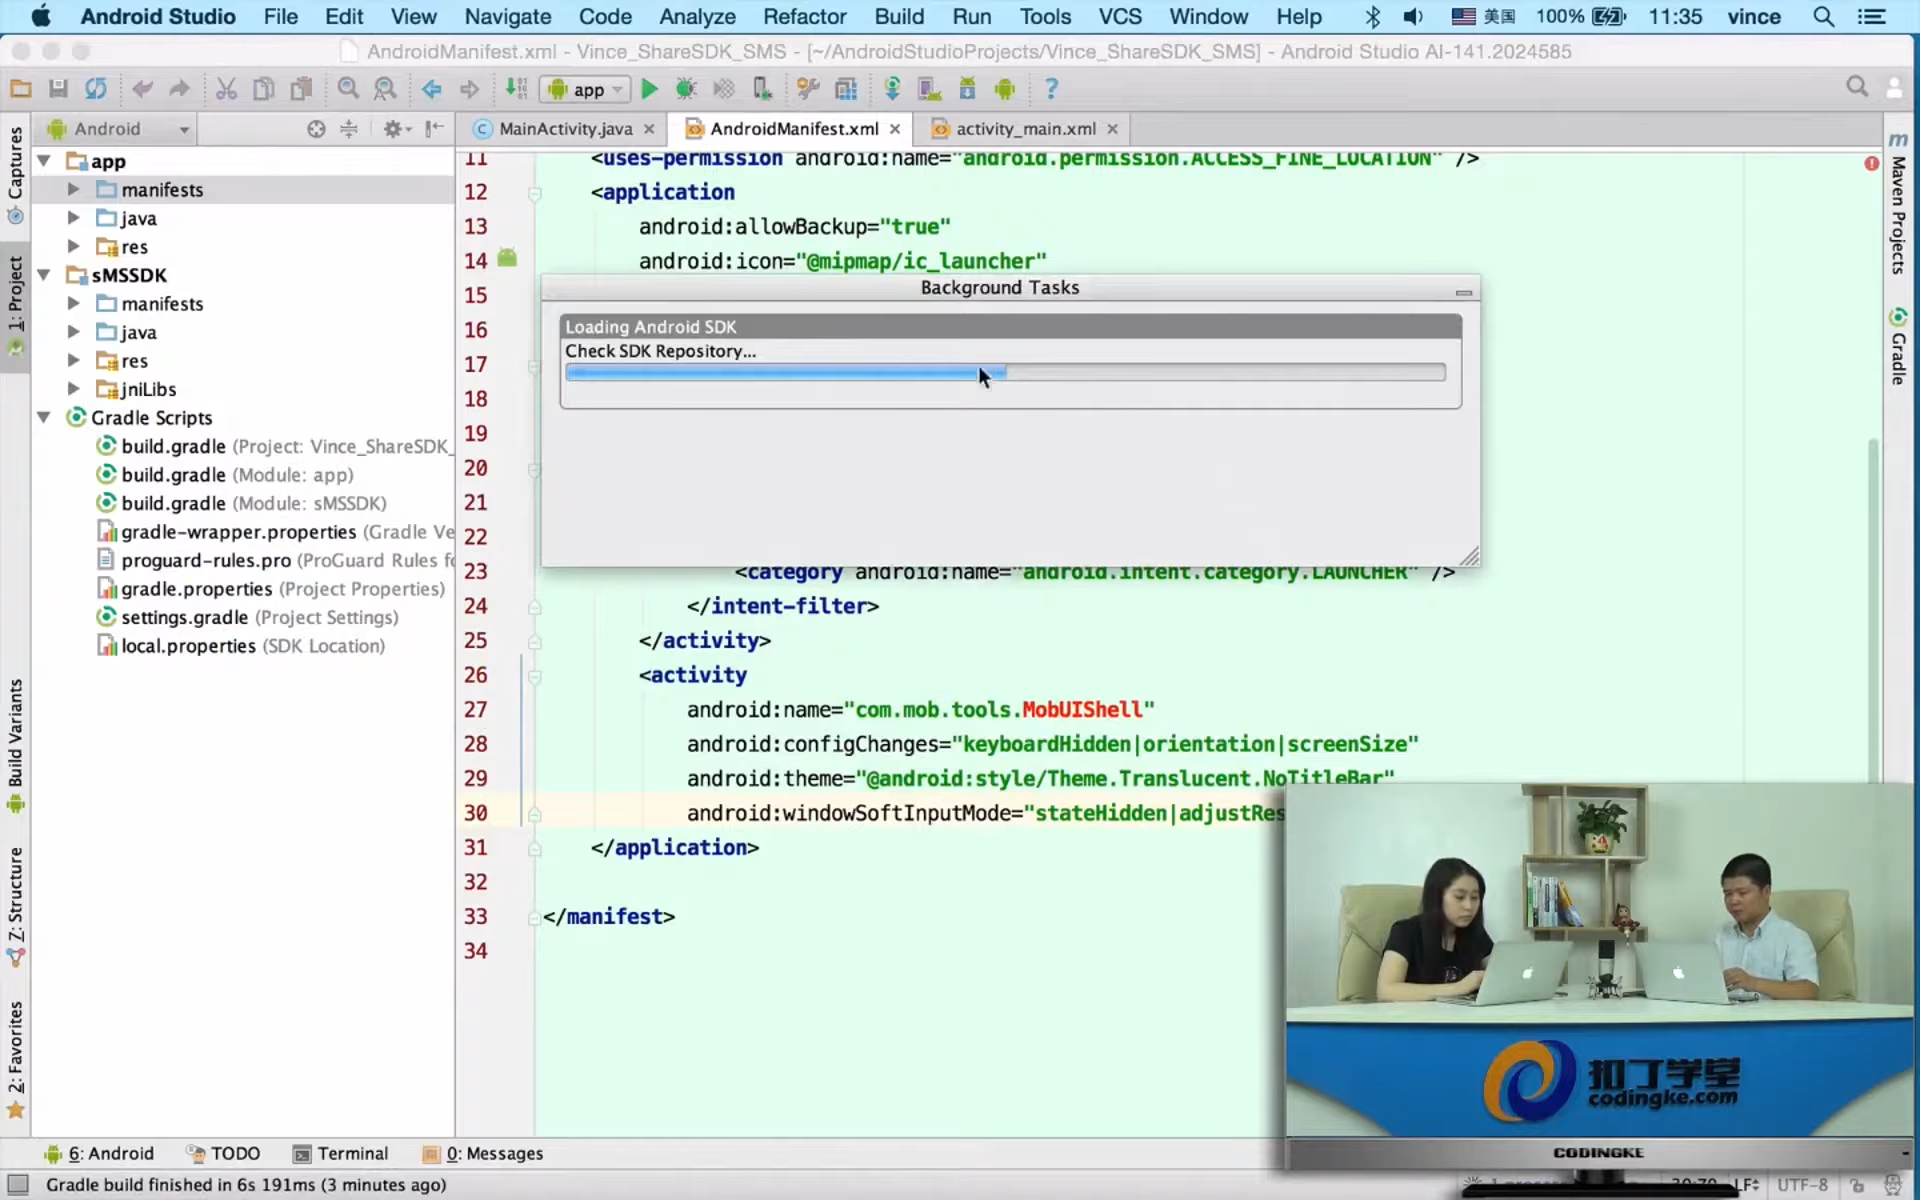 Android Studio File Edit View Navigate Code Analyze Refactor Build Run Tools VCS Window Help 美国 100% 11:35 vince
AndroidManifest.xml - Vince_ShareSDK_SMS - [~/AndroidStudioProjects/Vince_ShareSDK_SMS] - Android Studio AI-141.2024585
app
Android
MainActivity.java
AndroidManifest.xml
activity_main.xml
Captures
1: Project
Build Variants
Z: Structure
2: Favorites
app
manifests
java
res
sMSSDK
manifests
java
res
jniLibs
Gradle Scripts
build.gradle (Project: Vince_ShareSDK_
build.gradle (Module: app)
build.gradle (Module: sMSSDK)
gradle-wrapper.properties (Gradle Ve
proguard-rules.pro (ProGuard Rules fo
gradle.properties (Project Properties)
settings.gradle (Project Settings)
local.properties (SDK Location)
11 <uses-permission android:name="android.permission.ACCESS_FINE_LOCATION" />
12 <application
13 android:allowBackup="true"
14 android:icon="@mipmap/ic_launcher"
15
16
17
18
19
20
21
22
23 <category android:name="android.intent.category.LAUNCHER" />
24 </intent-filter>
25 </activity>
26 <activity
27 android:name="com.mob.tools.MobUIShell"
28 android:configChanges="keyboardHidden|orientation|screenSize"
29 android:theme="@android:style/Theme.Translucent.NoTitleBar"
30 android:windowSoftInputMode="stateHidden|adjustRes
31 </application>
32
33 </manifest>
34
Background Tasks
Loading Android SDK
Check SDK Repository...
Maven Projects
Gradle
扣丁学堂
codingke.com
CODINGKE
6: Android TODO Terminal 0: Messages
Gradle build finished in 6s 191ms (3 minutes ago)
LF UTF-8